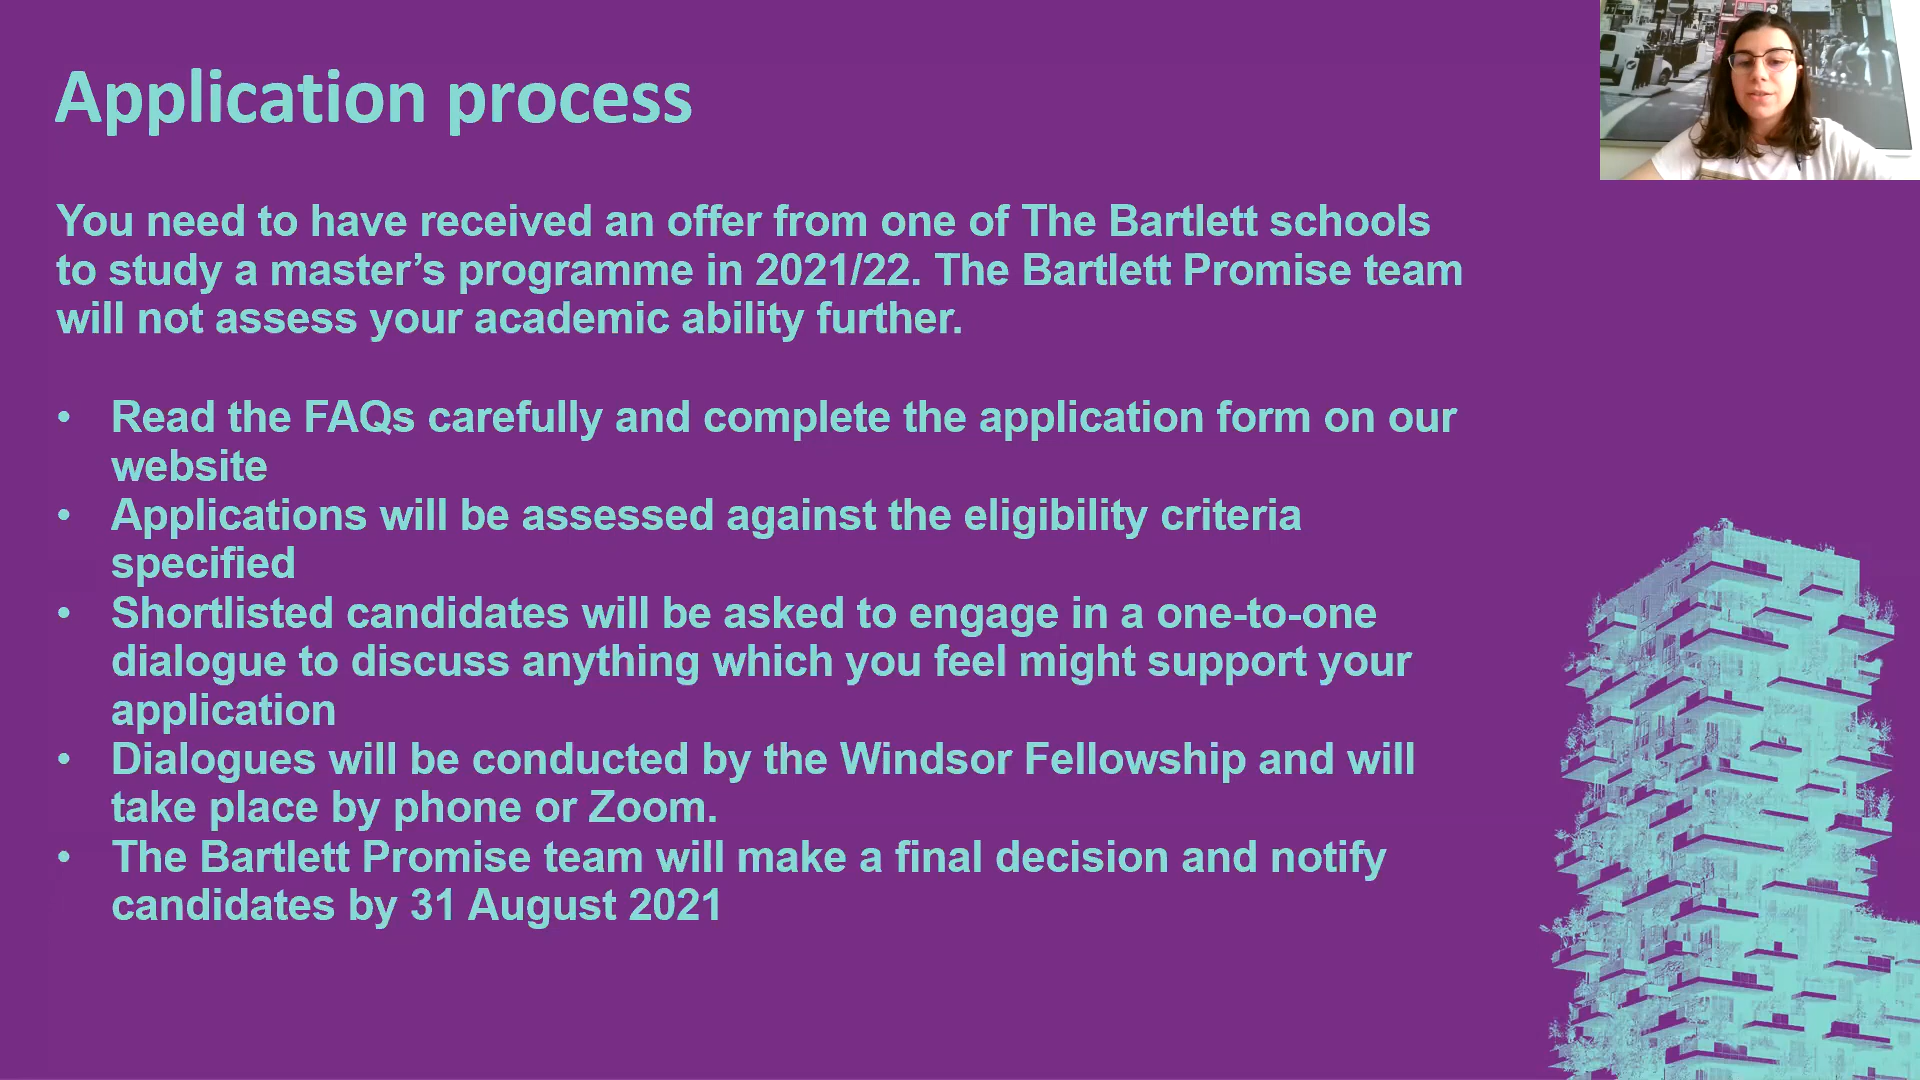 Application process
You need to have received an offer from one of The Bartlett schools
to study a master’s programme in 2021/22. The Bartlett Promise team
will not assess your academic ability further.
• Read the FAQs carefully and complete the application form on our
website
• Applications will be assessed against the eligibility criteria
specified
• Shortlisted candidates will be asked to engage in a one-to-one
dialogue to discuss anything which you feel might support your
application
• Dialogues will be conducted by the Windsor Fellowship and will
take place by phone or Zoom.
• The Bartlett Promise team will make a final decision and notify
candidates by 31 August 2021